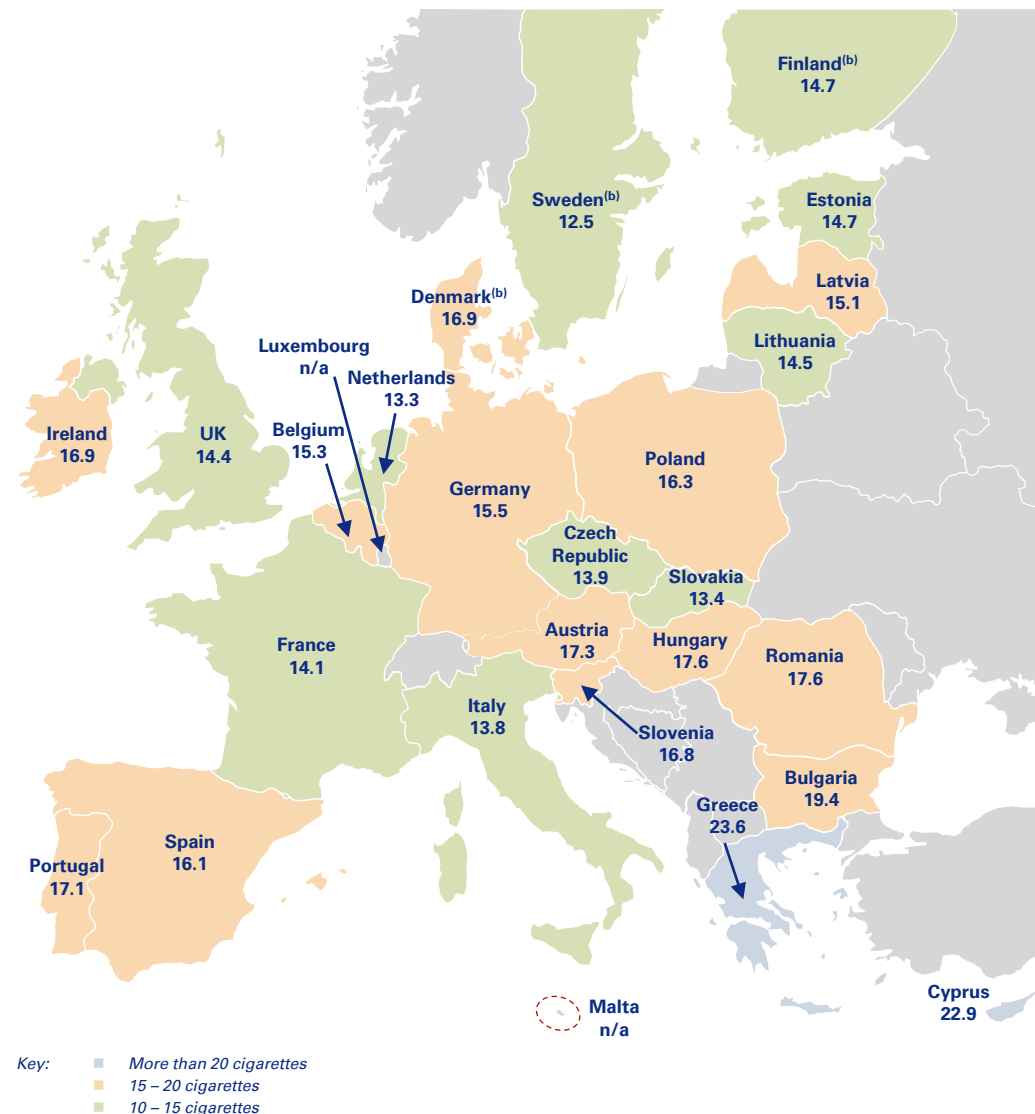 Finland(b)
14.7
Sweden(b)
12.5
Estonia
14.7
Latvia
15.1
Denmark(b)
16.9
Lithuania
14.5
Luxembourg
n/a
Netherlands
13.3
Ireland
16.9
UK
14.4
Belgium
15.3
Poland
16.3
Germany
15.5
Czech
Republic
13.9
Slovakia
13.4
Austria
17.3
Hungary
17.6
France
14.1
Romania
17.6
Italy
13.8
Slovenia
16.8
Bulgaria
19.4
Greece
23.6
Spain
16.1
Portugal
17.1
Cyprus
22.9
Malta
n/a
Key:
More than 20 cigarettes
15 – 20 cigarettes
10 – 15 cigarettes